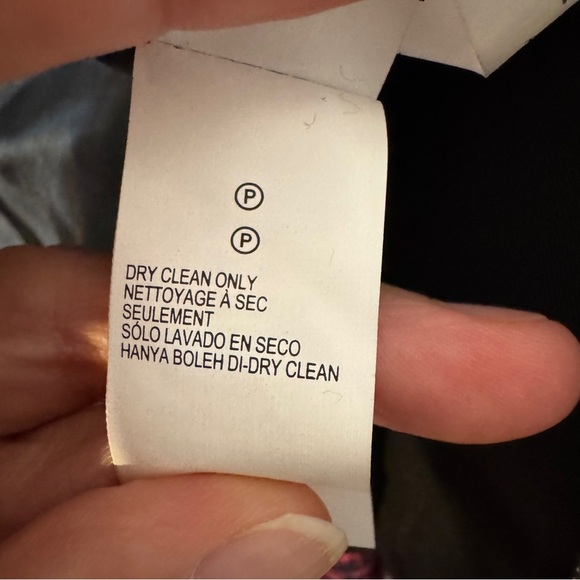 P
P
DRY CLEAN ONLY
NETTOYAGE À SEC
SEULEMENT
SÓLO LAVADO EN SECO
HANYA BOLEH DI-DRY CLEAN